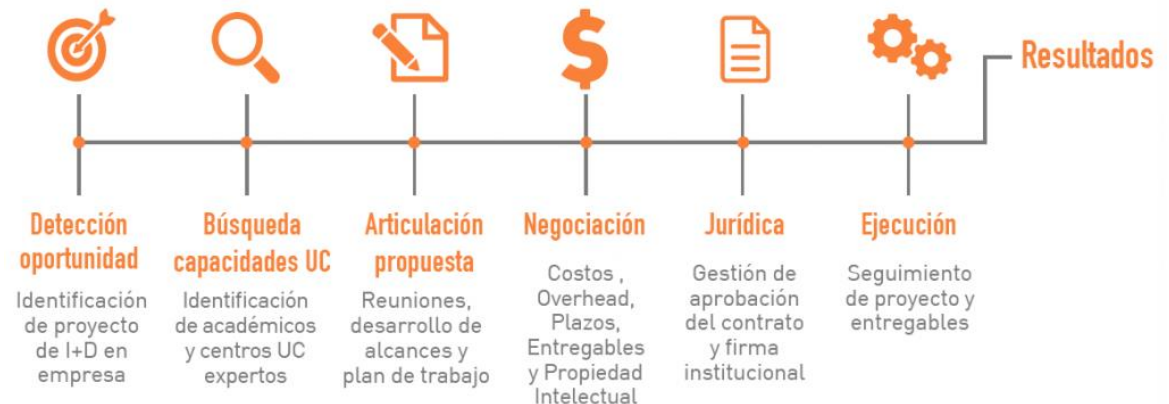 Resultados
Detección
oportunidad
Identificación
de proyecto
de I+D en
empresa
Búsqueda
capacidades UC
Identificación
de académicos
y centros UC
expertos
Articulación
propuesta
Reuniones,
desarrollo de
alcances y
plan de trabajo
Negociación
Costos ,
Overhead,
Plazos,
Entregables
y Propiedad
Intelectual
Jurídica
Gestión de
aprobación
del contrato
y firma
institucional
Ejecución
Seguimiento
de proyecto y
entregables